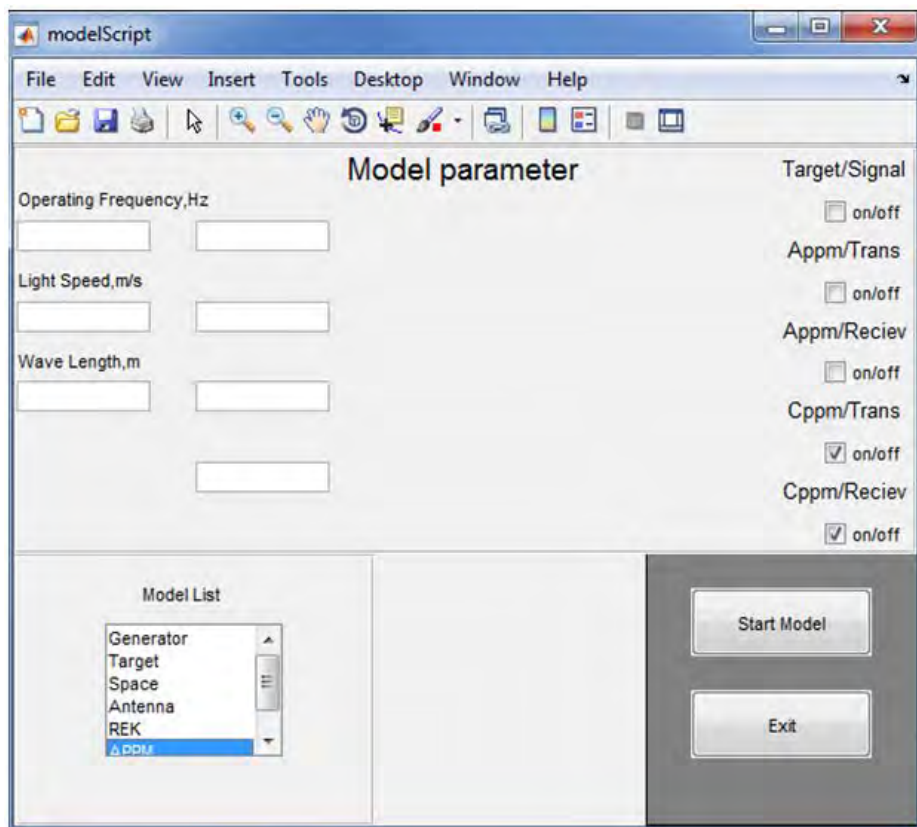 modelScript
File Edit View Insert Tools Desktop Window Help
Model parameter
Target/Signal
Operating Frequency,Hz
on/off
Appm/Trans
Light Speed,m/s
on/off
Appm/Reciev
Wave Length,m
on/off
Cppm/Trans
on/off
Cppm/Reciev
on/off
Model List
Generator
Target
Space
Antenna
REK
APPM
Start Model
Exit